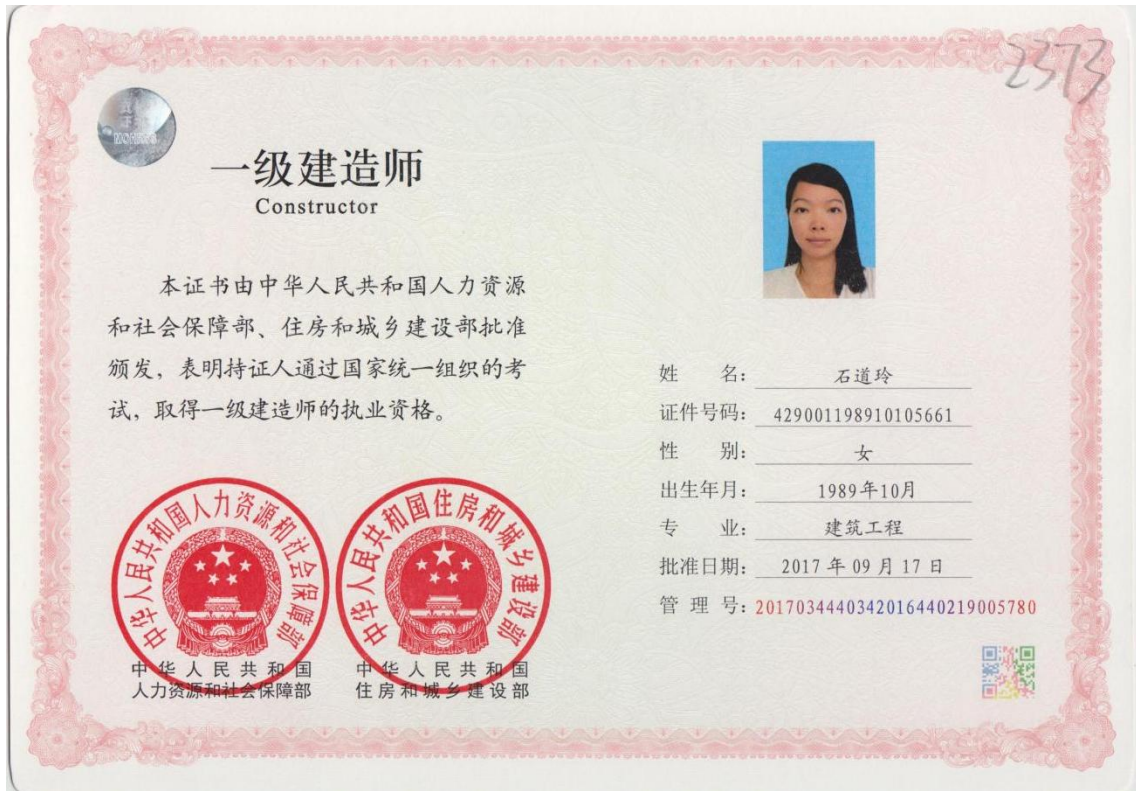 2373
一级建造师
Constructor
本证书由中华人民共和国人力资源
和社会保障部、住房和城乡建设部批准
颁发，表明持证人通过国家统一组织的考
试，取得一级建造师的执业资格。
姓 名: 石道玲
证件号码: 429001198910105661
性 别: 女
出生年月: 1989年10月
专 业: 建筑工程
批准日期: 2017 年 09 月 17 日
管 理 号: 2017034440342016440219005780
中华人民共和国人力资源和社会保障部
中华人民共和国住房和城乡建设部
中华人民共和国
人力资源和社会保障部
中华人民共和国
住房和城乡建设部